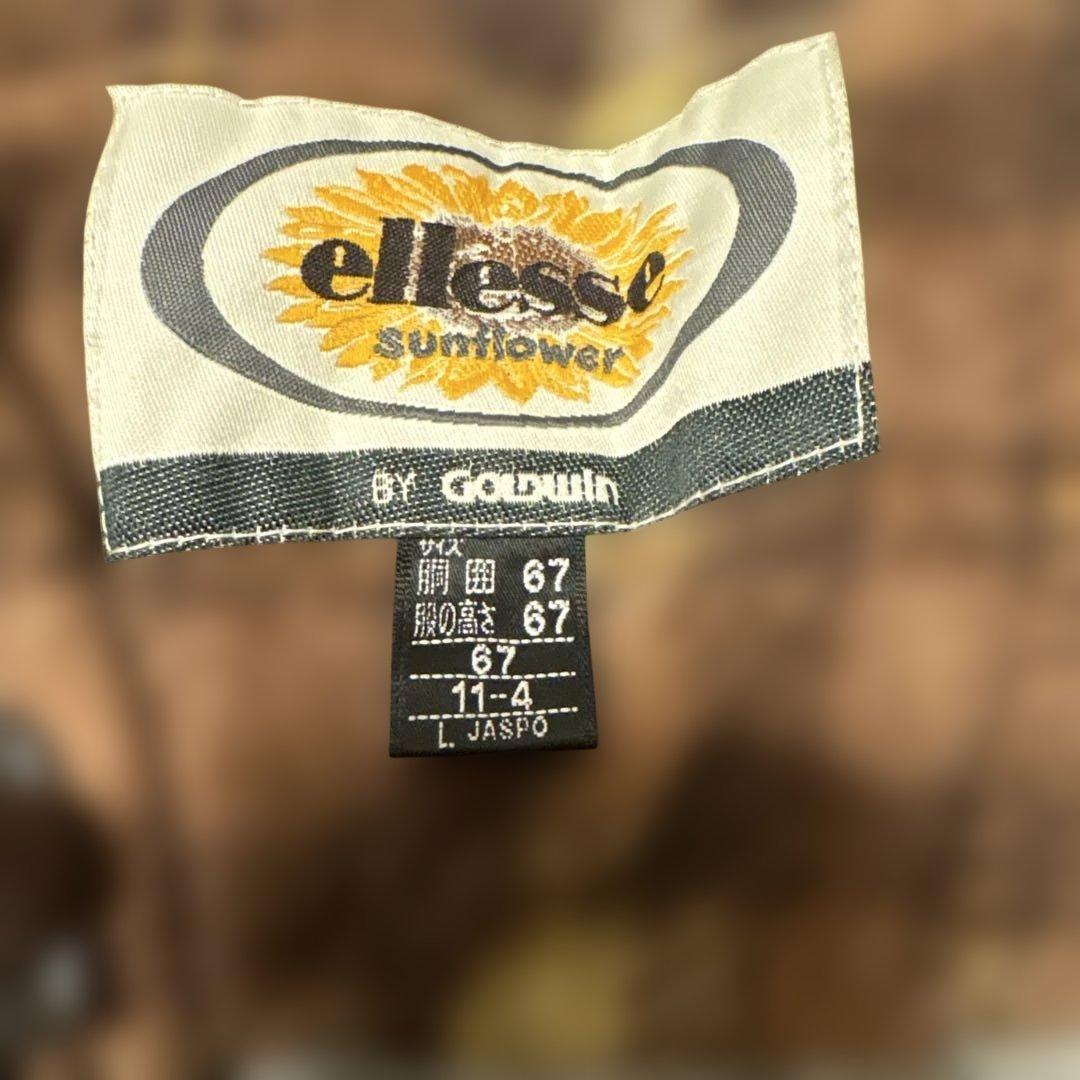 ellesse
sunflower
BY GOLDWIN
サイズ
胴囲 67
股の高さ 67
67
11-4
L. JASPO